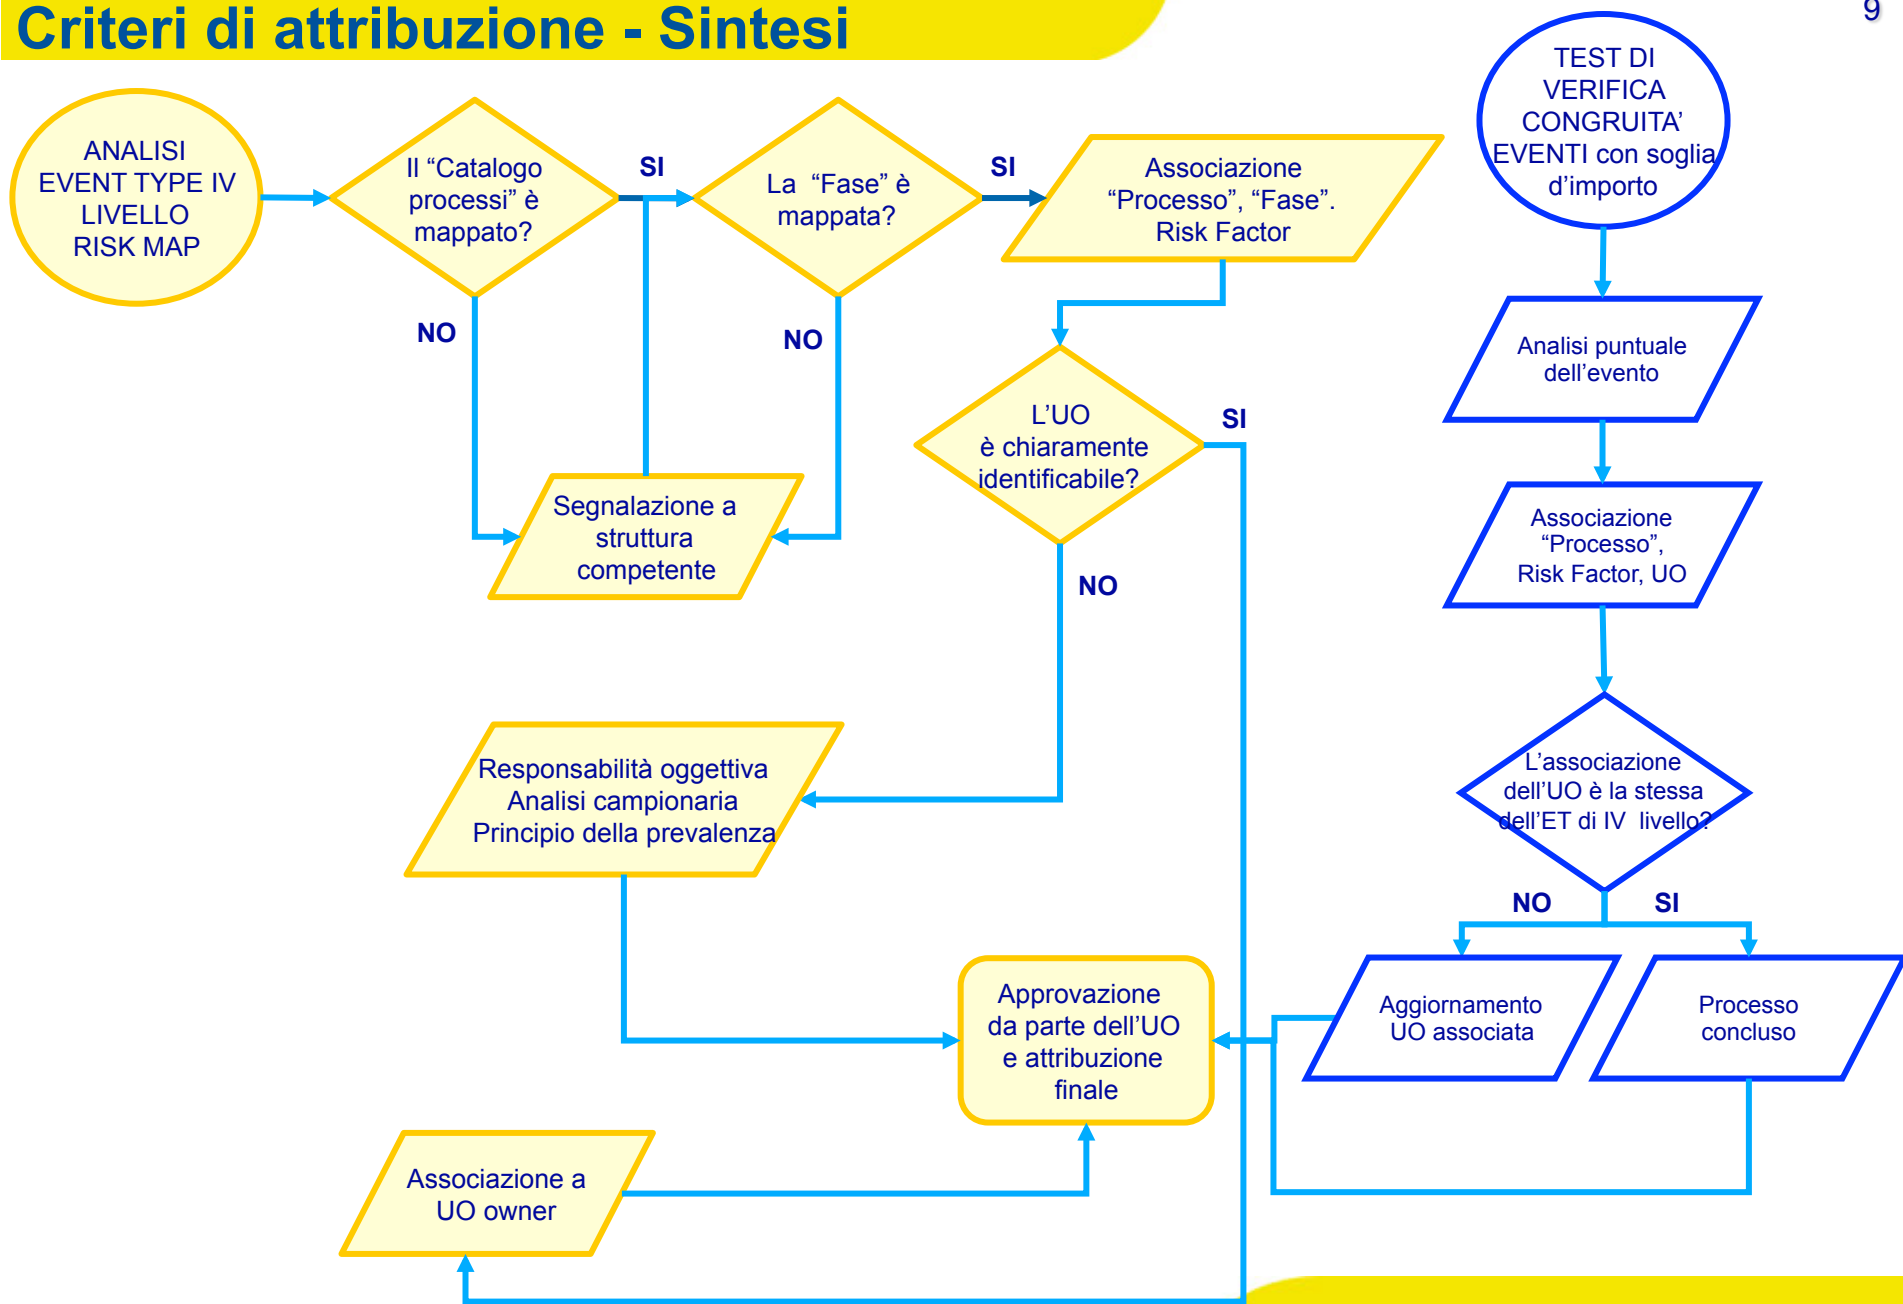 Criteri di attribuzione - Sintesi
9
ANALISI
EVENT TYPE IV
LIVELLO
RISK MAP
Il “Catalogo
processi” è
mappato?
SI
La “Fase” è
mappata?
SI
Associazione
“Processo”, “Fase”.
Risk Factor
NO
NO
Segnalazione a
struttura
competente
L’UO
è chiaramente
identificabile?
SI
NO
Responsabilità oggettiva
Analisi campionaria
Principio della prevalenza
Approvazione
da parte dell’UO
e attribuzione
finale
Associazione a
UO owner
TEST DI
VERIFICA
CONGRUITA’
EVENTI con soglia
d’importo
Analisi puntuale
dell’evento
Associazione
“Processo”,
Risk Factor, UO
L’associazione
dell’UO è la stessa
dell’ET di IV livello?
NO
SI
Aggiornamento
UO associata
Processo
concluso